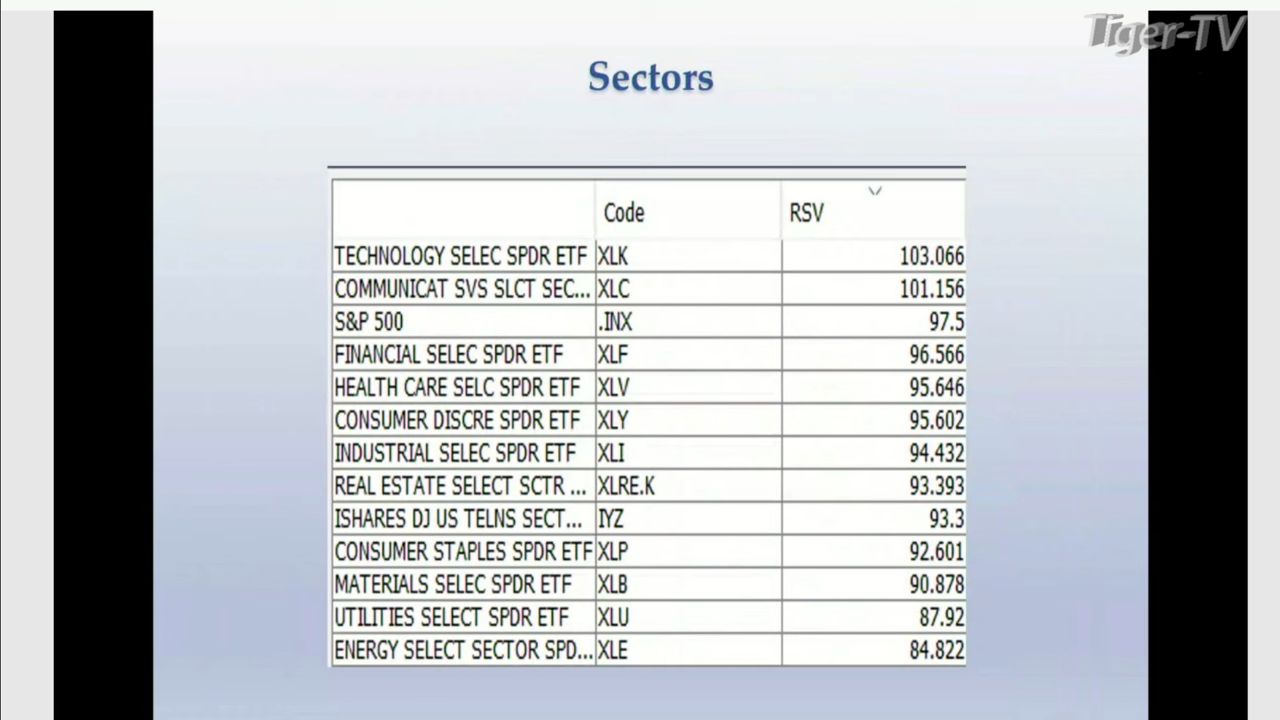 Tiger-TV
Sectors
Code RSV
TECHNOLOGY SELEC SPDR ETF XLK 103.066
COMMUNICAT SVS SLCT SEC... XLC 101.156
S&P 500 .INX 97.5
FINANCIAL SELEC SPDR ETF XLF 96.566
HEALTH CARE SELC SPDR ETF XLV 95.646
CONSUMER DISCRE SPDR ETF XLY 95.602
INDUSTRIAL SELEC SPDR ETF XLI 94.432
REAL ESTATE SELECT SCTR ... XLRE.K 93.393
ISHARES DJ US TELNS SECT... IYZ 93.3
CONSUMER STAPLES SPDR ETF XLP 92.601
MATERIALS SELEC SPDR ETF XLB 90.878
UTILITIES SELECT SPDR ETF XLU 87.92
ENERGY SELECT SECTOR SPD... XLE 84.822